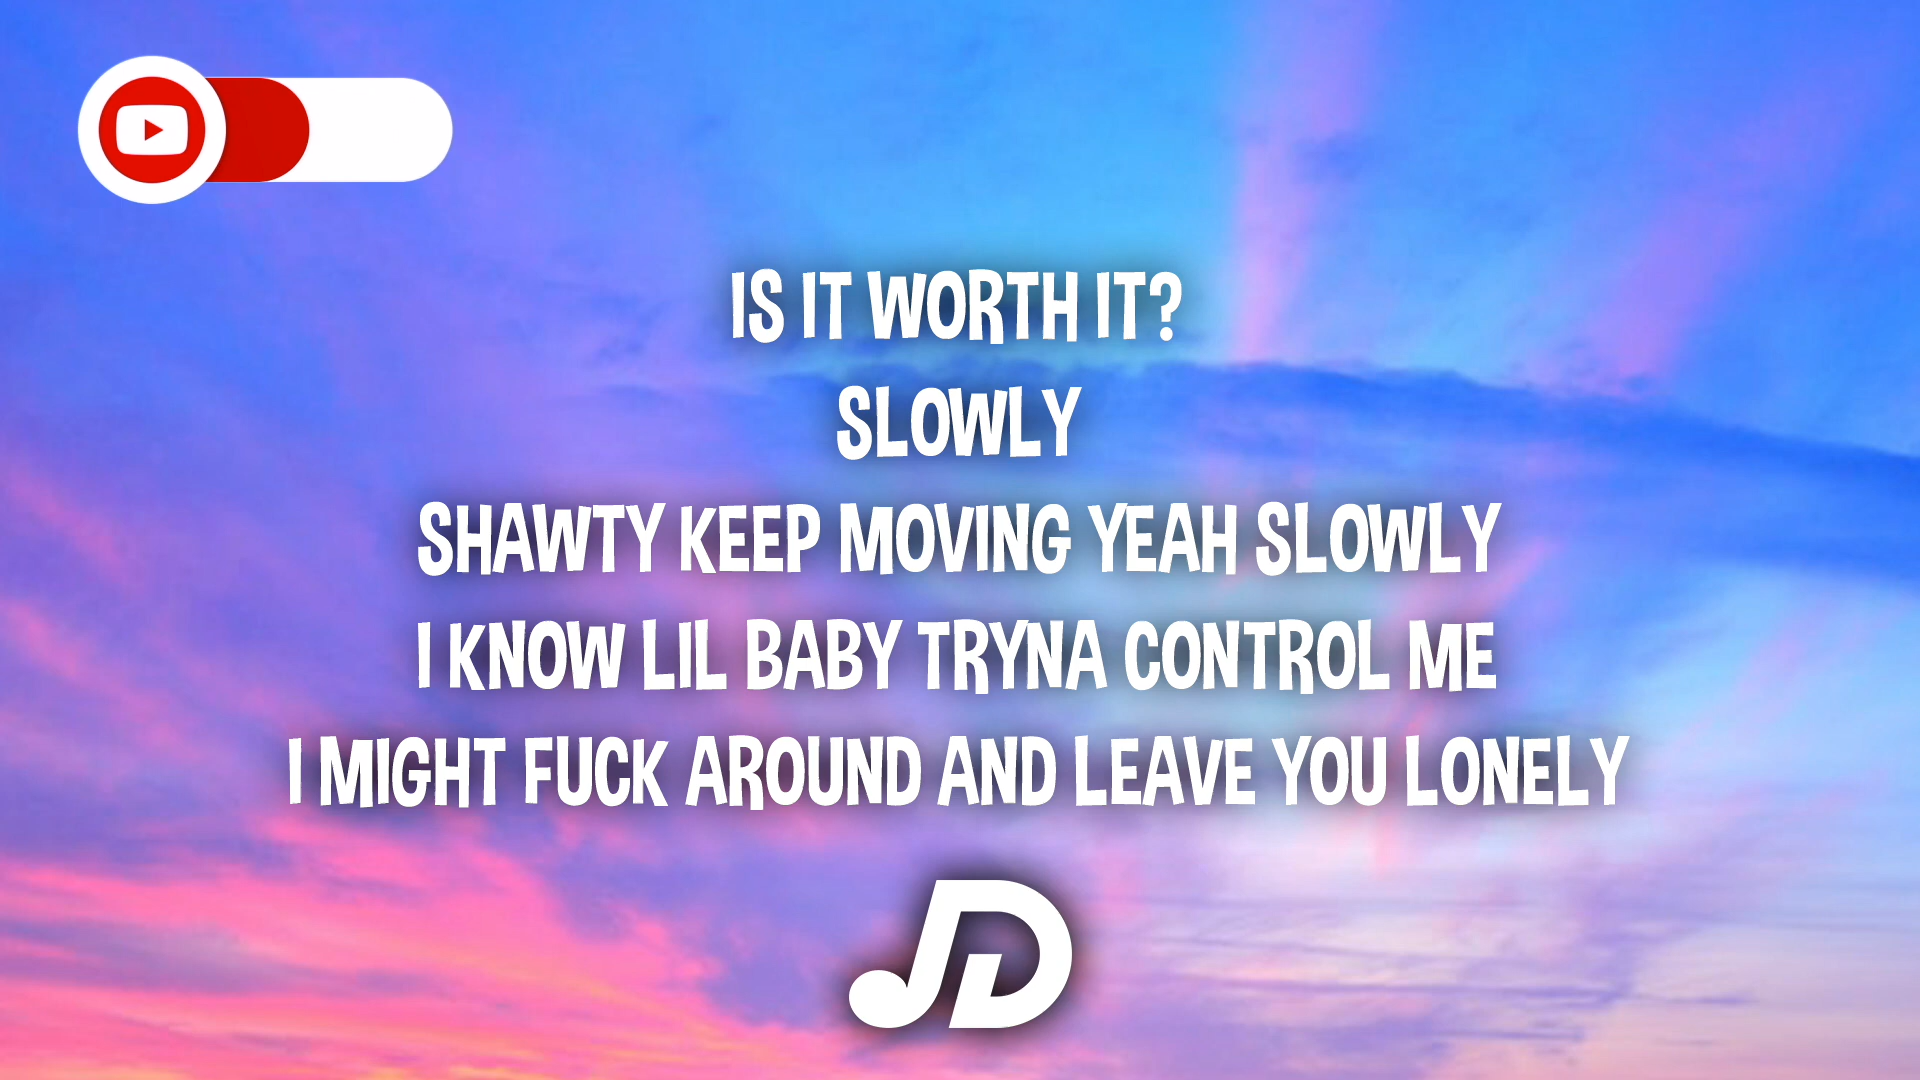 IS IT WORTH IT?
SLOWLY
SHAWTY KEEP MOVING YEAH SLOWLY
I KNOW LIL BABY TRYNA CONTROL ME
I MIGHT FUCK AROUND AND LEAVE YOU LONELY
JD